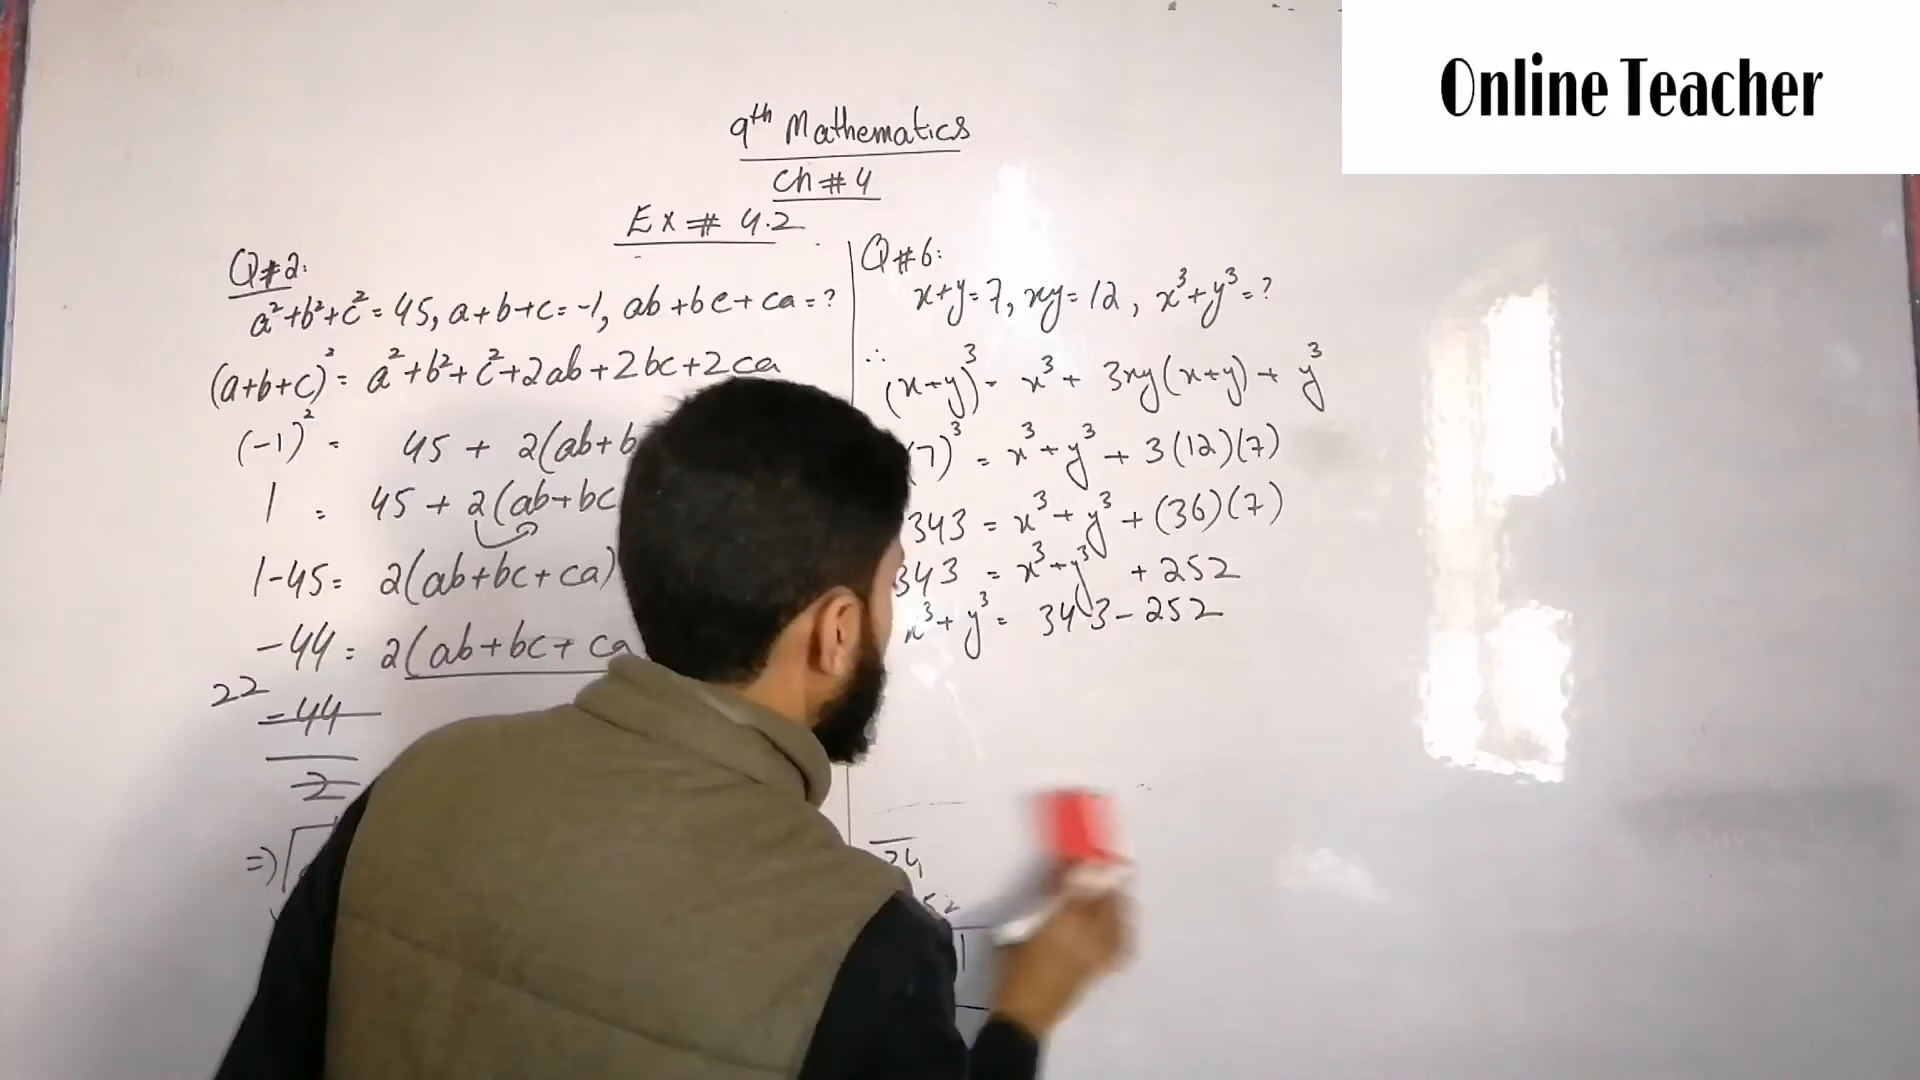 Online Teacher
9th Mathematics
Ch # 4
Ex # 4.2
Q#2:
a²+b²+c²=45, a+b+c=-1, ab+bc+ca=?
(a+b+c)² = a²+b²+c²+2ab+2bc+2ca
(-1)² = 45 + 2(ab+b
1 = 45 + 2(ab+bc
1-45= 2(ab+bc+ca)
-44 = 2(ab+bc+ca
22
-44
2
=>
Q#6:
x+y=7, xy=12, x³+y³=?
∴ (x+y)³ = x³+ 3xy(x+y)+ y³
7)³ = x³+y³+3(12)(7)
343 = x³+y³+(36)(7)
343 = x³+y³ +252
x³+y³= 343-252